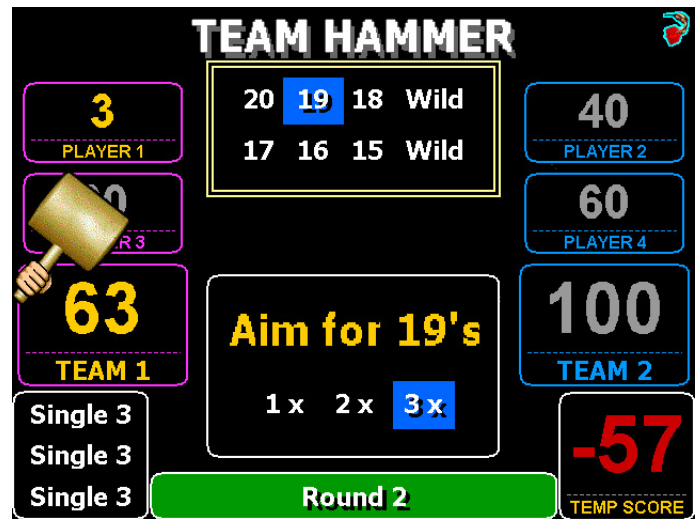 TEAM HAMMER
20 19 18 Wild
17 16 15 Wild
3
PLAYER 1
40
PLAYER 2
R 3
60
PLAYER 4
63
TEAM 1
Aim for 19's
1 x 2 x 3 x
100
TEAM 2
Single 3
Single 3
Single 3
Round 2
-57
TEMP SCORE